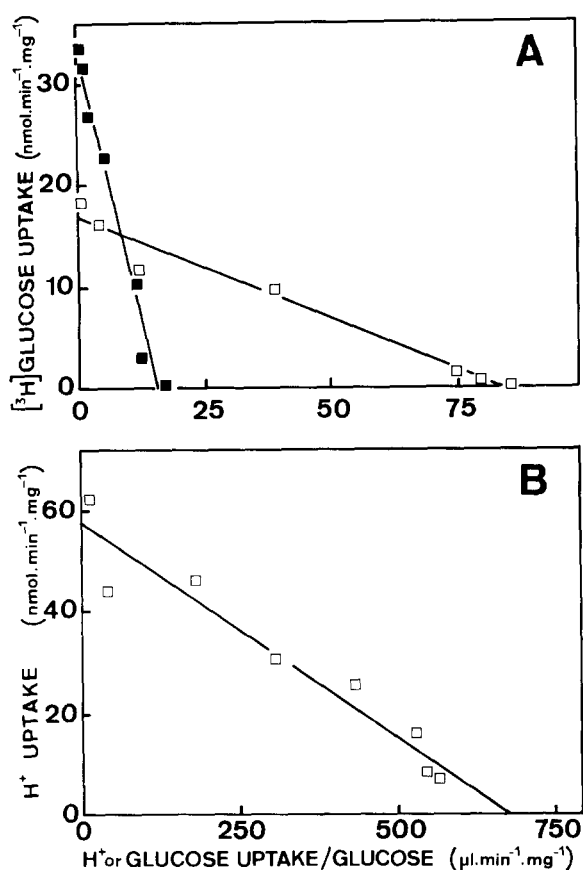 A
[³H]GLUCOSE UPTAKE (nmol.min⁻¹.mg⁻¹)
30
20
10
0
0 25 50 75
B
H⁺ UPTAKE (nmol.min⁻¹.mg⁻¹)
60
40
20
0
0 250 500 750
H⁺or GLUCOSE UPTAKE/GLUCOSE (µl.min⁻¹.mg⁻¹)